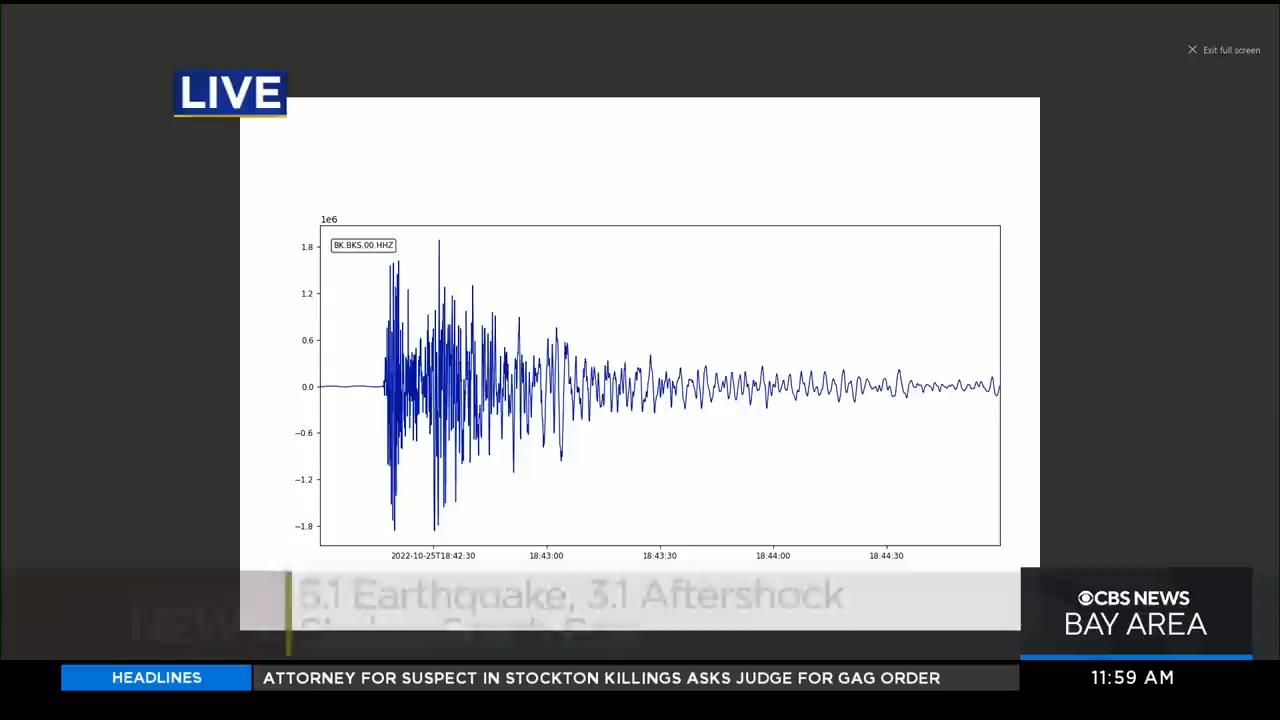 Exit full screen
LIVE
1e6
BK.BKS.00.HHZ
1.8
1.2
0.6
0.0
−0.6
−1.2
−1.8
2022-10-25T18:42:30 18:43:00 18:43:30 18:44:00 18:44:30
5.1 Earthquake, 3.1 Aftershock
CBS NEWS
BAY AREA
HEADLINES ATTORNEY FOR SUSPECT IN STOCKTON KILLINGS ASKS JUDGE FOR GAG ORDER 11:59 AM